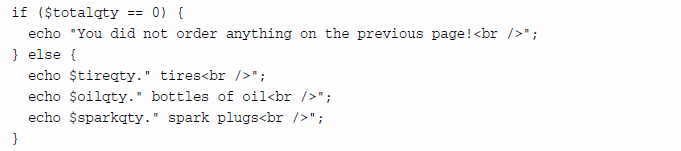 if ($totalqty == 0) {
  echo "You did not order anything on the previous page!<br />";
} else {
  echo $tireqty." tires<br />";
  echo $oilqty." bottles of oil<br />";
  echo $sparkqty." spark plugs<br />";
}